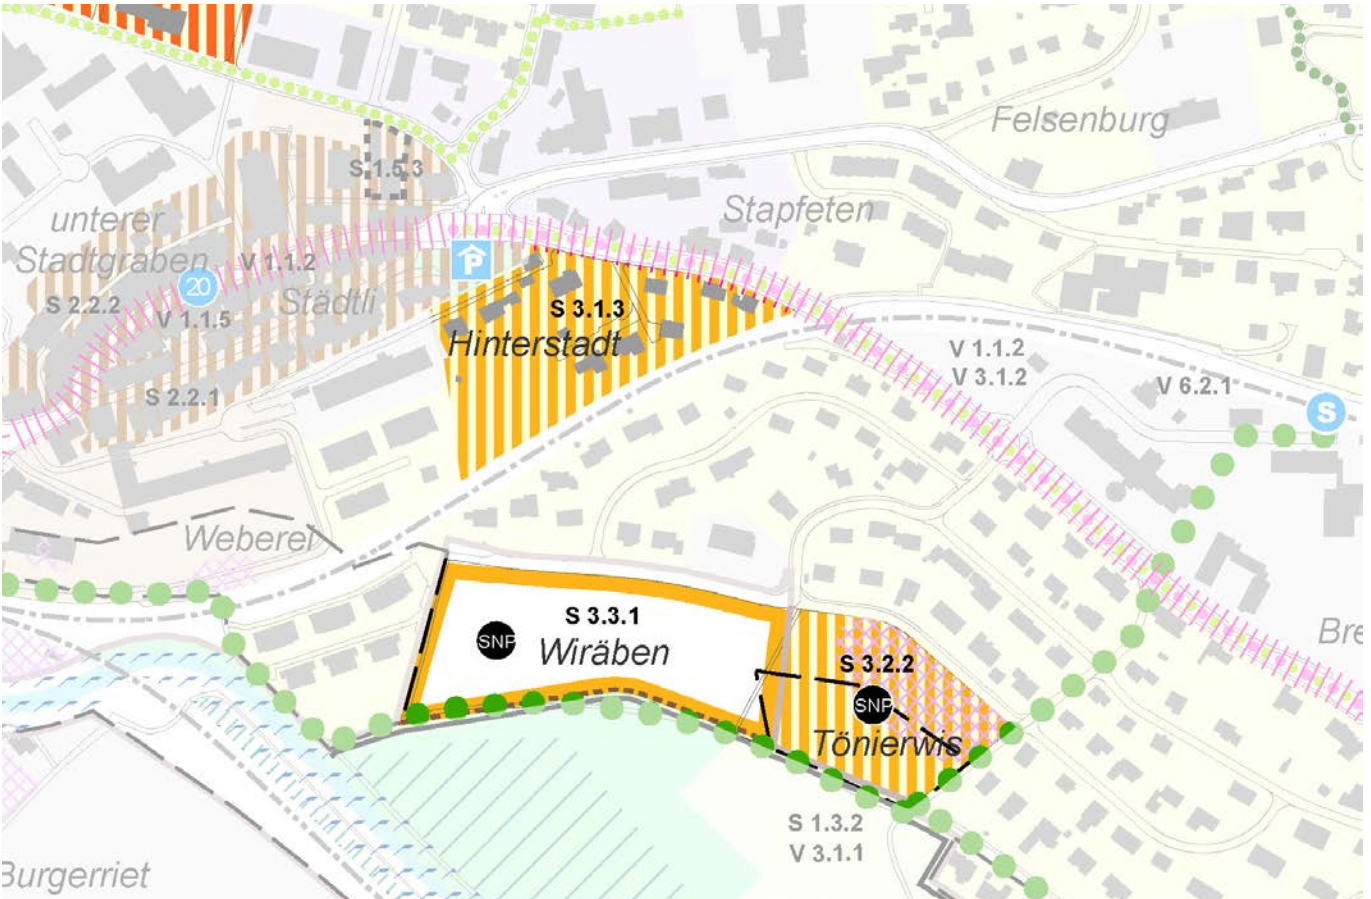 Felsenburg
S 1.5.3
unterer
Stadtgraben
Stapfeten
V 1.1.2
20
P
S 2.2.2
Städtli
V 1.1.5
S 3.1.3
Hinterstadt
V 1.1.2
V 3.1.2
V 6.2.1
S
S 2.2.1
Weberei
S 3.3.1
SNP
Wiräben
Bre
S 3.2.2
SNP
Tönierwis
S 1.3.2
V 3.1.1
Burgerriet